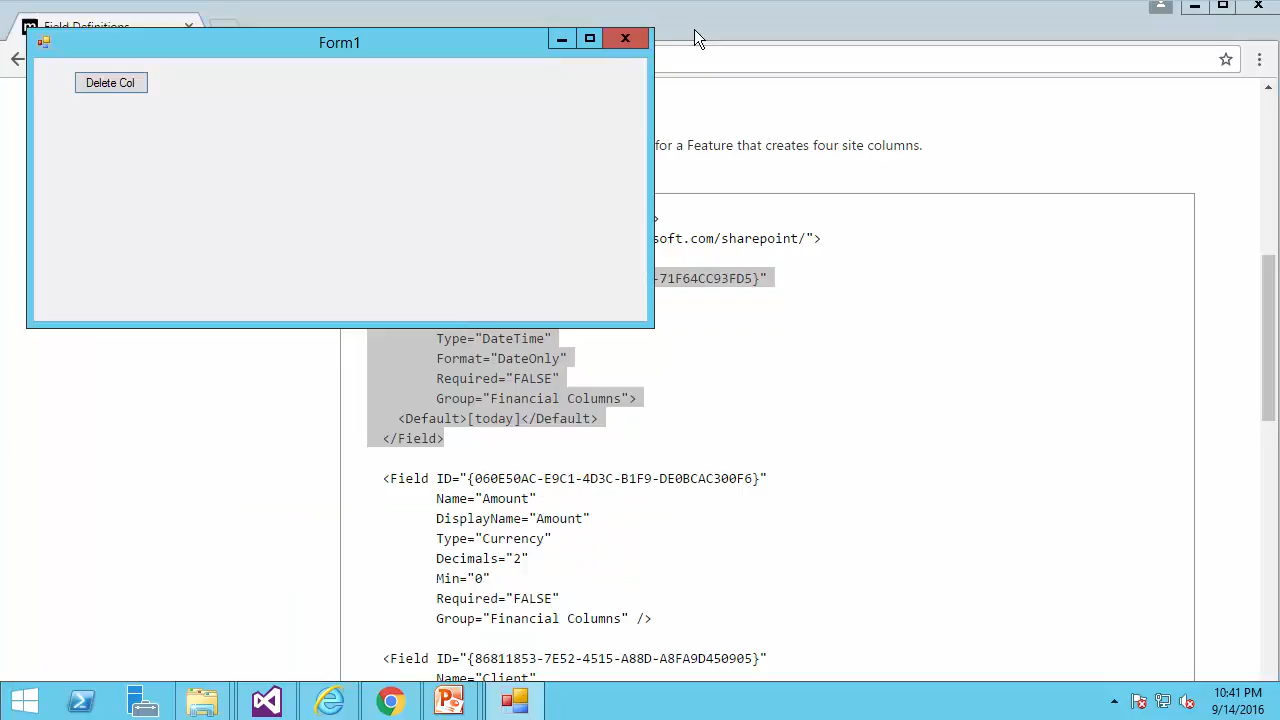 Field Definitions
Form1
Delete Col
for a Feature that creates four site columns.
>
soft.com/sharepoint/">
-71F64CC93FD5}"
Type="DateTime"
Format="DateOnly"
Required="FALSE"
Group="Financial Columns">
<Default>[today]</Default>
</Field>
<Field ID="{060E50AC-E9C1-4D3C-B1F9-DE0BCAC300F6}"
Name="Amount"
DisplayName="Amount"
Type="Currency"
Decimals="2"
Min="0"
Required="FALSE"
Group="Financial Columns" />
<Field ID="{86811853-7E52-4515-A88D-A8FA9D450905}"
Name="Client"
10:41 PM
9/14/2016